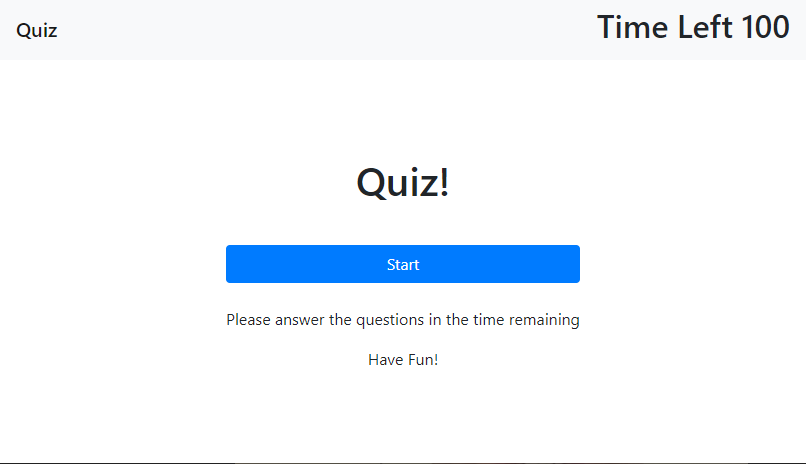 Quiz
Time Left 100
Quiz!
Start
Please answer the questions in the time remaining
Have Fun!